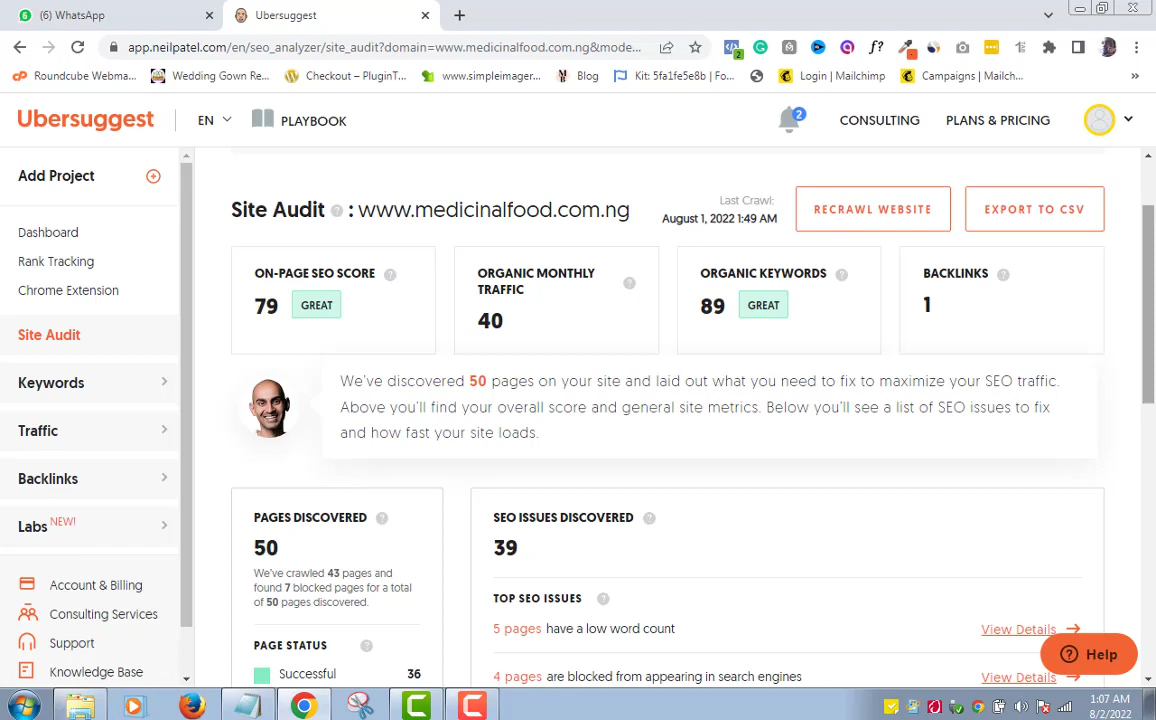 (6) WhatsApp
Ubersuggest
app.neilpatel.com/en/seo_analyzer/site_audit?domain=www.medicinalfood.com.ng&mode...
2
Roundcube Webma...
Wedding Gown Re...
Checkout – PluginT...
www.simpleimager...
Blog
Kit: 5fa1fe5e8b | Fo...
Login | Mailchimp
Campaigns | Mailch...
»
Ubersuggest
EN
PLAYBOOK
2
CONSULTING
PLANS & PRICING
Add Project
Dashboard
Rank Tracking
Chrome Extension
Site Audit
Keywords
Traffic
Backlinks
Labs NEW!
Account & Billing
Consulting Services
Support
Knowledge Base
Site Audit ? : www.medicinalfood.com.ng
Last Crawl:
August 1, 2022 1:49 AM
RECRAWL WEBSITE
EXPORT TO CSV
ON-PAGE SEO SCORE ?
79 GREAT
ORGANIC MONTHLY
TRAFFIC ?
40
ORGANIC KEYWORDS ?
89 GREAT
BACKLINKS ?
1
We've discovered 50 pages on your site and laid out what you need to fix to maximize your SEO traffic.
Above you'll find your overall score and general site metrics. Below you'll see a list of SEO issues to fix
and how fast your site loads.
PAGES DISCOVERED ?
50
We've crawled 43 pages and
found 7 blocked pages for a total
of 50 pages discovered.
PAGE STATUS ?
Successful 36
SEO ISSUES DISCOVERED ?
39
TOP SEO ISSUES ?
5 pages have a low word count View Details
4 pages are blocked from appearing in search engines View Details
? Help
1:07 AM
8/2/2022